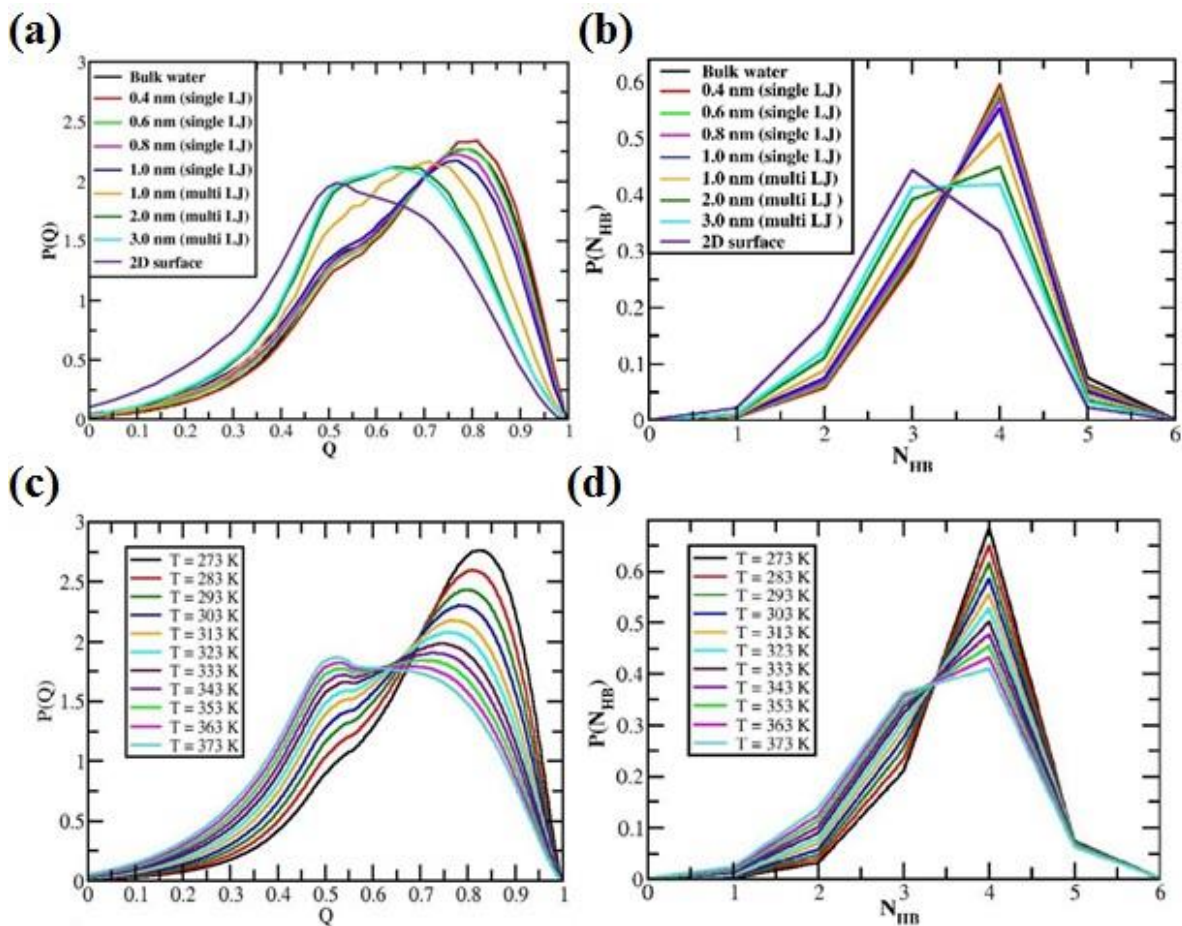 (a)
3
2.5
2
1.5
1
0.5
0
P(Q)
Bulk water
0.4 nm (single LJ)
0.6 nm (single LJ)
0.8 nm (single LJ)
1.0 nm (single LJ)
1.0 nm (multi LJ)
2.0 nm (multi LJ)
3.0 nm (multi LJ)
2D surface
0 0.1 0.2 0.3 0.4 0.5 0.6 0.7 0.8 0.9 1
Q
(b)
0.6
0.5
0.4
0.3
0.2
0.1
0
P(NHB)
Bulk water
0.4 nm (single LJ)
0.6 nm (single LJ)
0.8 nm (single LJ)
1.0 nm (single LJ)
1.0 nm (multi LJ)
2.0 nm (multi LJ )
3.0 nm (multi LJ )
2D surface
0 1 2 3 4 5 6
NHB
(c)
3
2.5
2
1.5
1
0.5
0
P(Q)
T = 273 K
T = 283 K
T = 293 K
T = 303 K
T = 313 K
T = 323 K
T = 333 K
T = 343 K
T = 353 K
T = 363 K
T = 373 K
0 0.1 0.2 0.3 0.4 0.5 0.6 0.7 0.8 0.9 1
Q
(d)
0.6
0.5
0.4
0.3
0.2
0.1
0
P(NHB)
T = 273 K
T = 283 K
T = 293 K
T = 303 K
T = 313 K
T = 323 K
T = 333 K
T = 343 K
T = 353 K
T = 363 K
T = 373 K
0 1 2 3 4 5 6
NHB